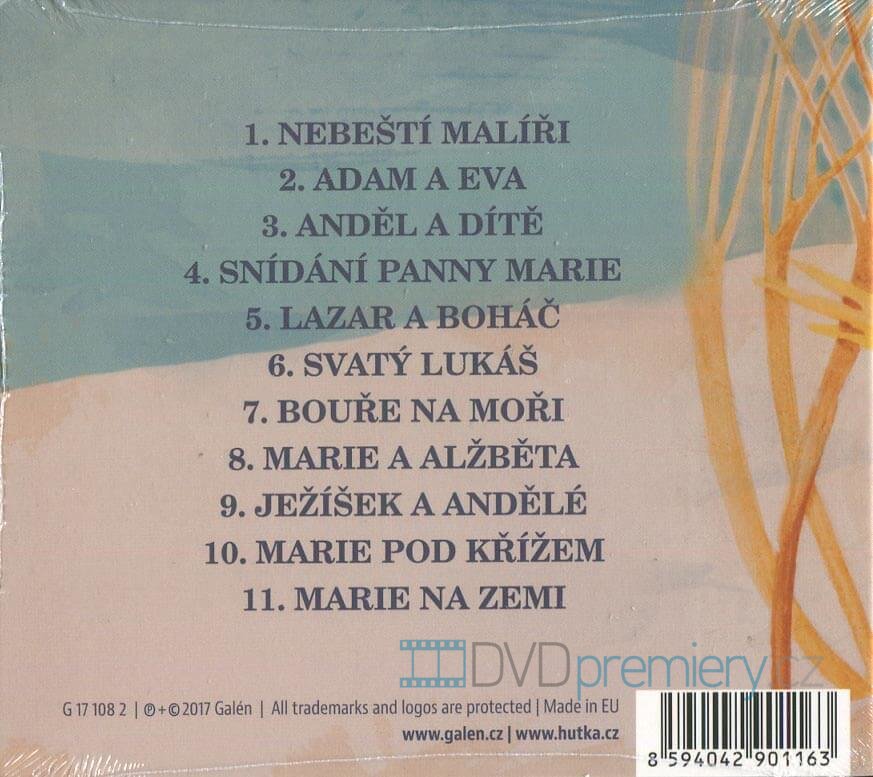 1. NEBEŠTÍ MALÍŘI
2. ADAM A EVA
3. ANDĚL A DÍTĚ
4. SNÍDÁNÍ PANNY MARIE
5. LAZAR A BOHÁČ
6. SVATÝ LUKÁŠ
7. BOUŘE NA MOŘI
8. MARIE A ALŽBĚTA
9. JEŽÍŠEK A ANDĚLÉ
10. MARIE POD KŘÍŽEM
11. MARIE NA ZEMI
DVDpremiery.cz
G 17 108 2 | ℗+©2017 Galén | All trademarks and logos are protected | Made in EU
www.galen.cz | www.hutka.cz
8 594042 901163